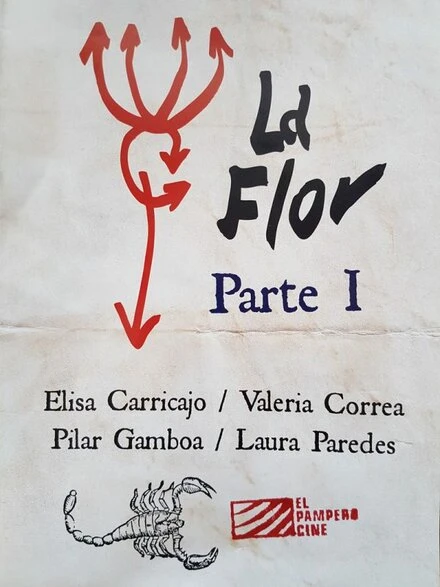 La
Flor
Parte I
Elisa Carricajo / Valeria Correa
Pilar Gamboa / Laura Paredes
EL
PAMPERO
CINE